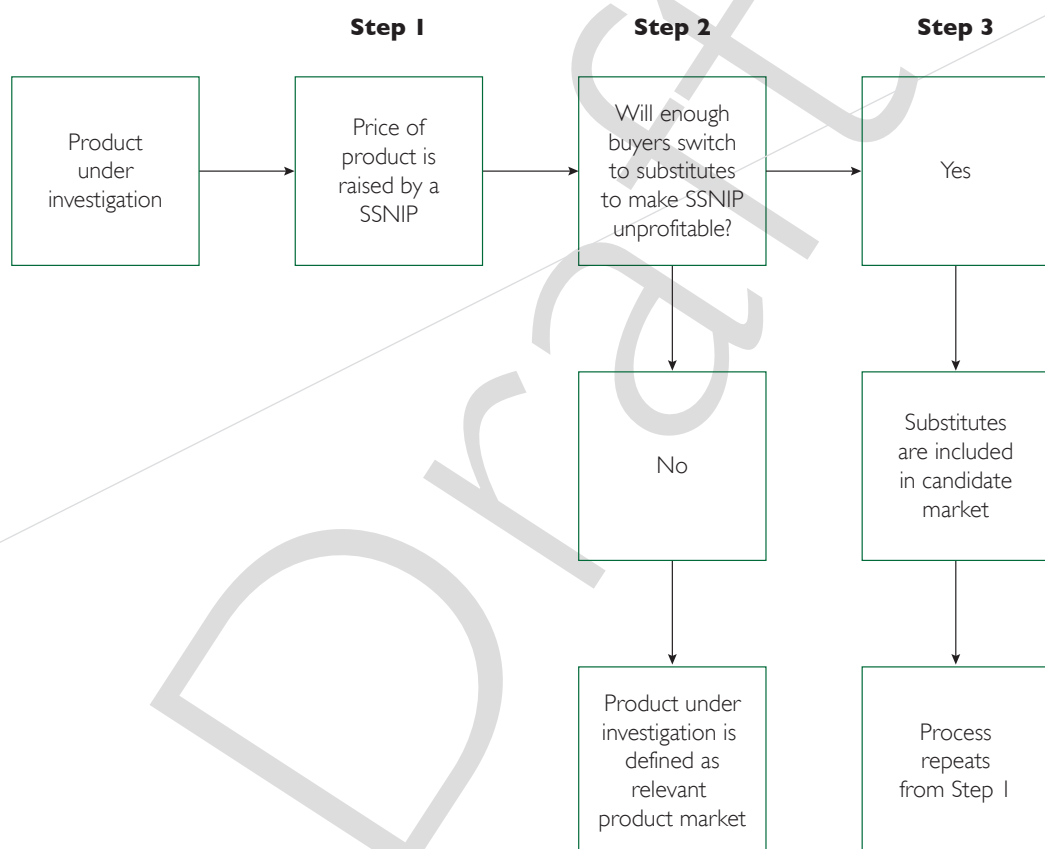 Step 1
Step 2
Step 3
Product
under
investigation
Price of
product is
raised by a
SSNIP
Will enough
buyers switch
to substitutes
to make SSNIP
unprofitable?
Yes
No
Substitutes
are included
in candidate
market
Product under
investigation is
defined as
relevant
product market
Process
repeats
from Step 1
Draft